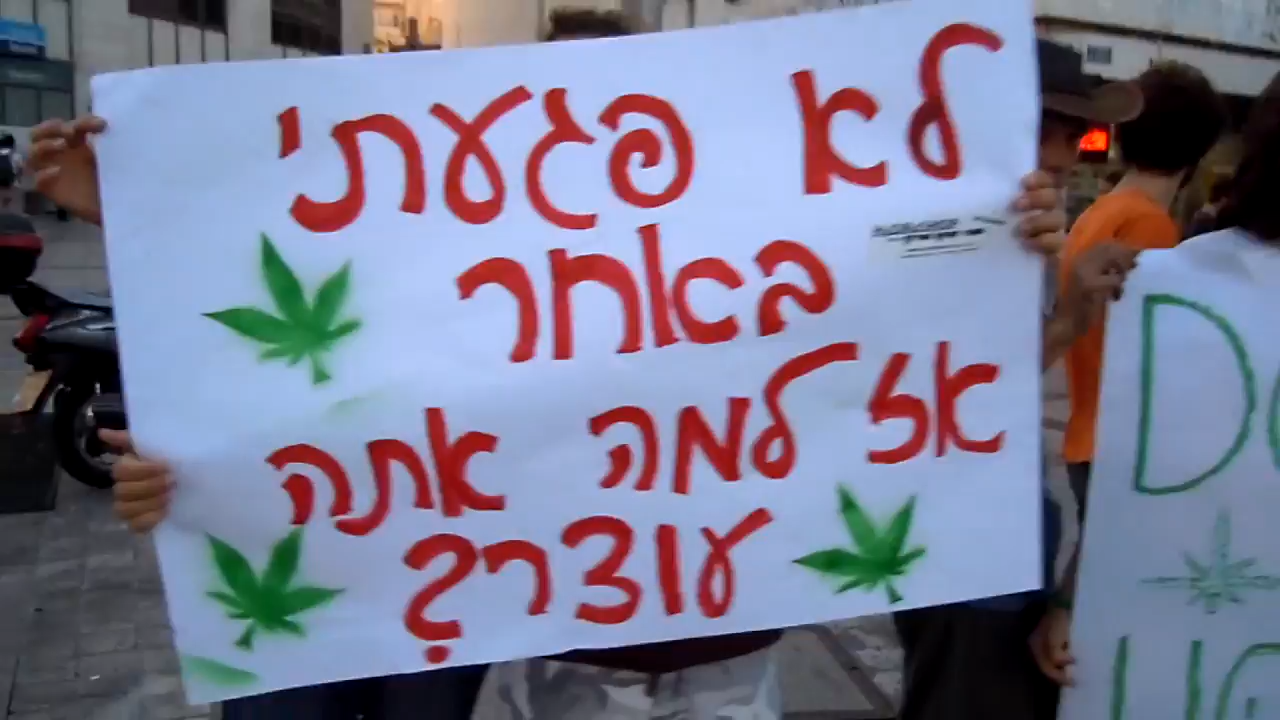 לא פגעתי
באחר
אז למה אתה
עוצר?